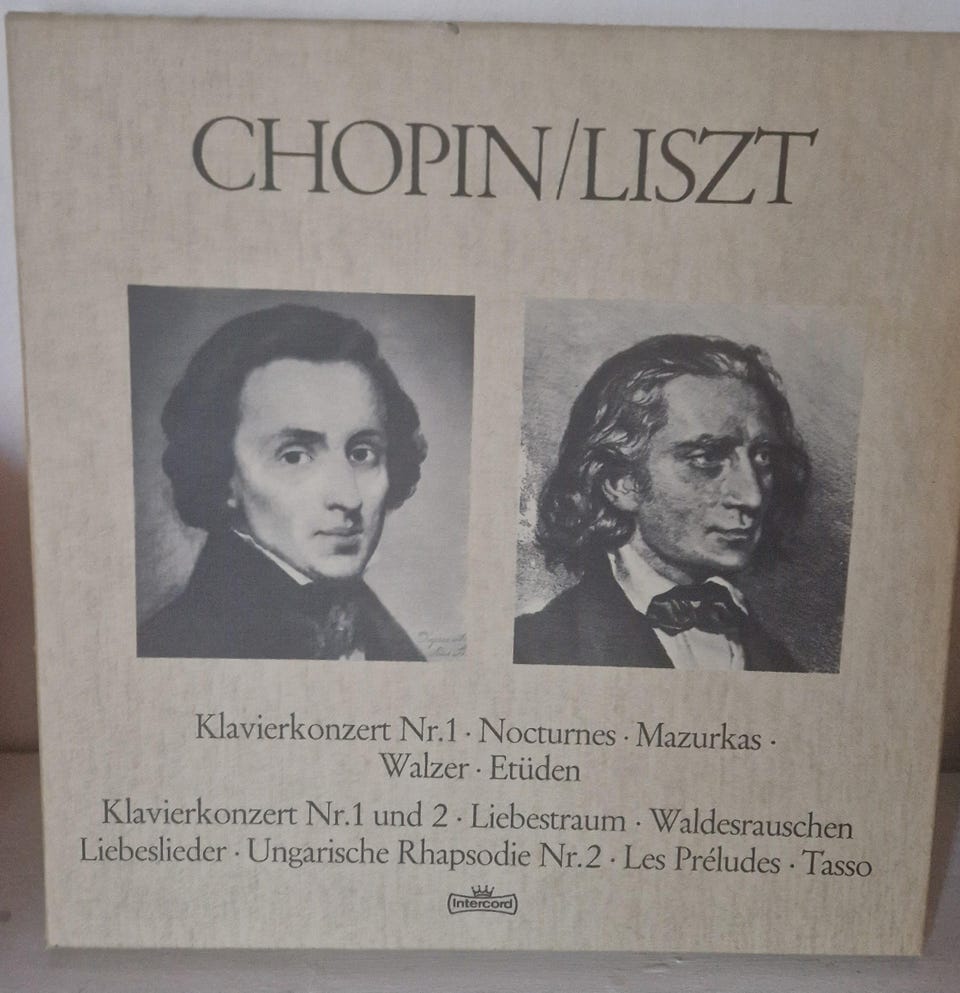 CHOPIN/LISZT
Klavierkonzert Nr.1 · Nocturnes · Mazurkas ·
Walzer · Etüden
Klavierkonzert Nr.1 und 2 · Liebestraum · Waldesrauschen
Liebeslieder · Ungarische Rhapsodie Nr.2 · Les Préludes · Tasso
Intercord